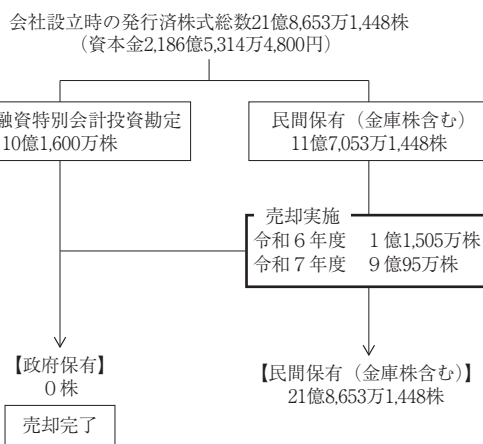 会社設立時の発行済株式総数21億8,653万1,448株
（資本金2,186億5,314万4,800円）
融資特別会計投資勘定
10億1,600万株
民間保有（金庫株含む）
11億7,053万1,448株
売却実施
令和６年度　１億1,505万株
令和７年度　９億95万株
【政府保有】
０株
売却完了
【民間保有（金庫株含む）】
21億8,653万1,448株